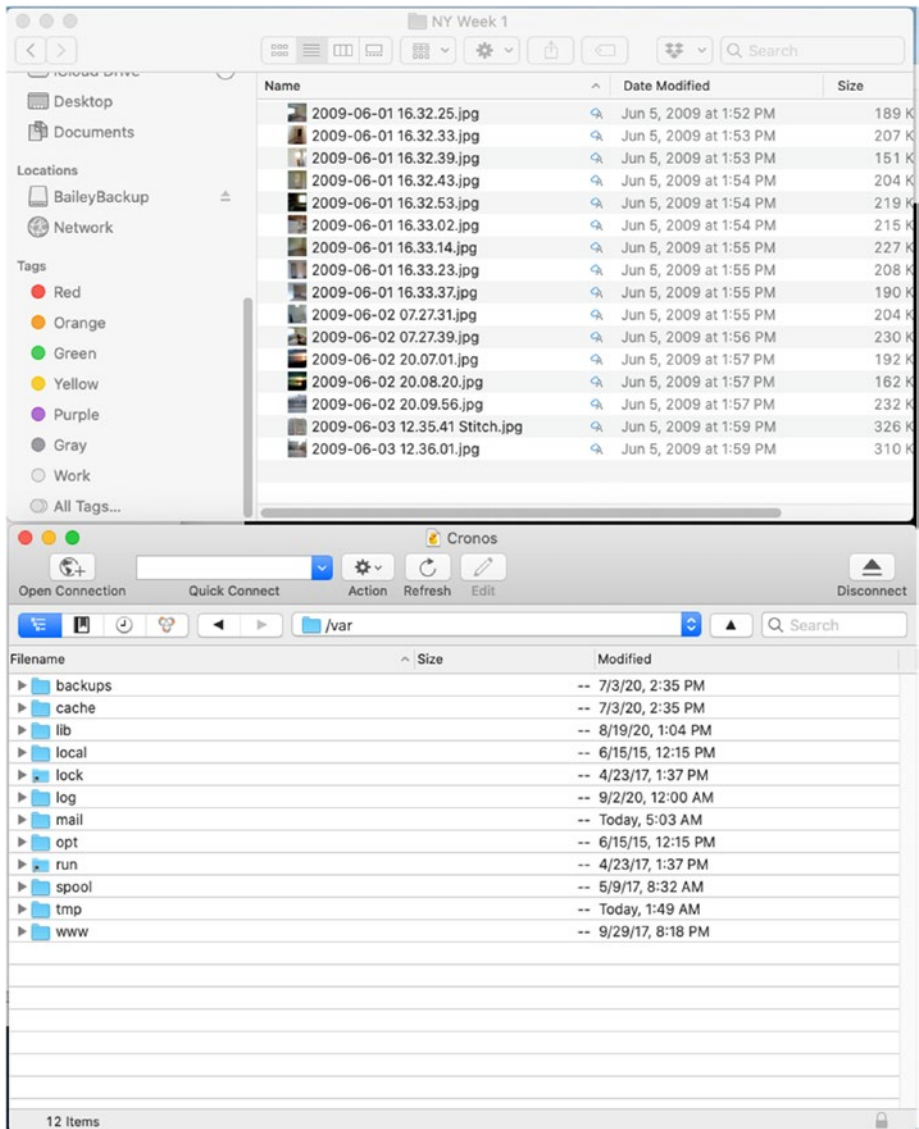 NY Week 1
Search
iCloud Drive
Desktop
Documents
Locations
BaileyBackup
Network
Tags
Red
Orange
Green
Yellow
Purple
Gray
Work
All Tags...
Name Date Modified Size
2009-06-01 16.32.25.jpg Jun 5, 2009 at 1:52 PM 189 K
2009-06-01 16.32.33.jpg Jun 5, 2009 at 1:53 PM 207 K
2009-06-01 16.32.39.jpg Jun 5, 2009 at 1:53 PM 151 K
2009-06-01 16.32.43.jpg Jun 5, 2009 at 1:54 PM 204 K
2009-06-01 16.32.53.jpg Jun 5, 2009 at 1:54 PM 219 K
2009-06-01 16.33.02.jpg Jun 5, 2009 at 1:54 PM 215 K
2009-06-01 16.33.14.jpg Jun 5, 2009 at 1:55 PM 227 K
2009-06-01 16.33.23.jpg Jun 5, 2009 at 1:55 PM 208 K
2009-06-01 16.33.37.jpg Jun 5, 2009 at 1:55 PM 190 K
2009-06-02 07.27.31.jpg Jun 5, 2009 at 1:55 PM 204 K
2009-06-02 07.27.39.jpg Jun 5, 2009 at 1:56 PM 230 K
2009-06-02 20.07.01.jpg Jun 5, 2009 at 1:57 PM 192 K
2009-06-02 20.08.20.jpg Jun 5, 2009 at 1:57 PM 162 K
2009-06-02 20.09.56.jpg Jun 5, 2009 at 1:57 PM 232 K
2009-06-03 12.35.41 Stitch.jpg Jun 5, 2009 at 1:59 PM 326 K
2009-06-03 12.36.01.jpg Jun 5, 2009 at 1:59 PM 310 K
Cronos
Open Connection Quick Connect Action Refresh Edit Disconnect
/var Search
Filename Size Modified
backups -- 7/3/20, 2:35 PM
cache -- 7/3/20, 2:35 PM
lib -- 8/19/20, 1:04 PM
local -- 6/15/15, 12:15 PM
lock -- 4/23/17, 1:37 PM
log -- 9/2/20, 12:00 AM
mail -- Today, 5:03 AM
opt -- 6/15/15, 12:15 PM
run -- 4/23/17, 1:37 PM
spool -- 5/9/17, 8:32 AM
tmp -- Today, 1:49 AM
www -- 9/29/17, 8:18 PM
12 Items